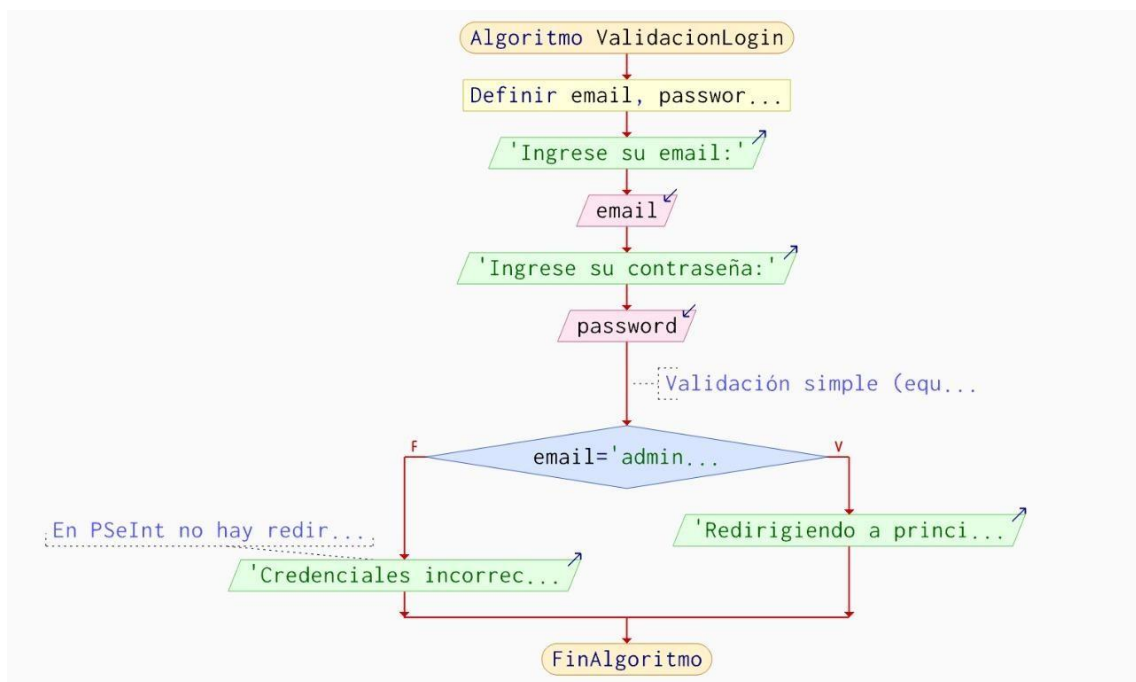 Algoritmo ValidacionLogin
Definir email, passwor...
'Ingrese su email:'
email
'Ingrese su contraseña:'
password
Validación simple (equ...
F
V
email='admin...
En PSeInt no hay redir...
'Redirigiendo a princi...
'Credenciales incorrec...
FinAlgoritmo